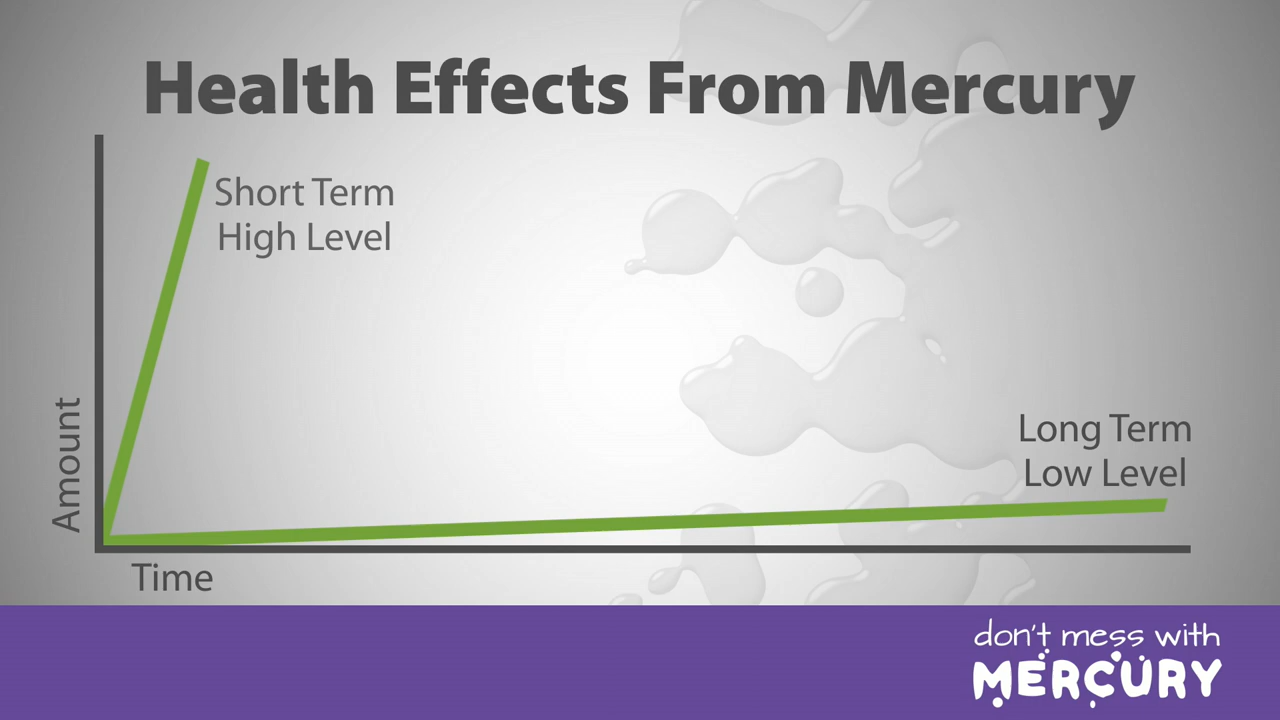 Health Effects From Mercury
Short Term
High Level
Amount
Long Term
Low Level
Time
don't mess with
MERCURY